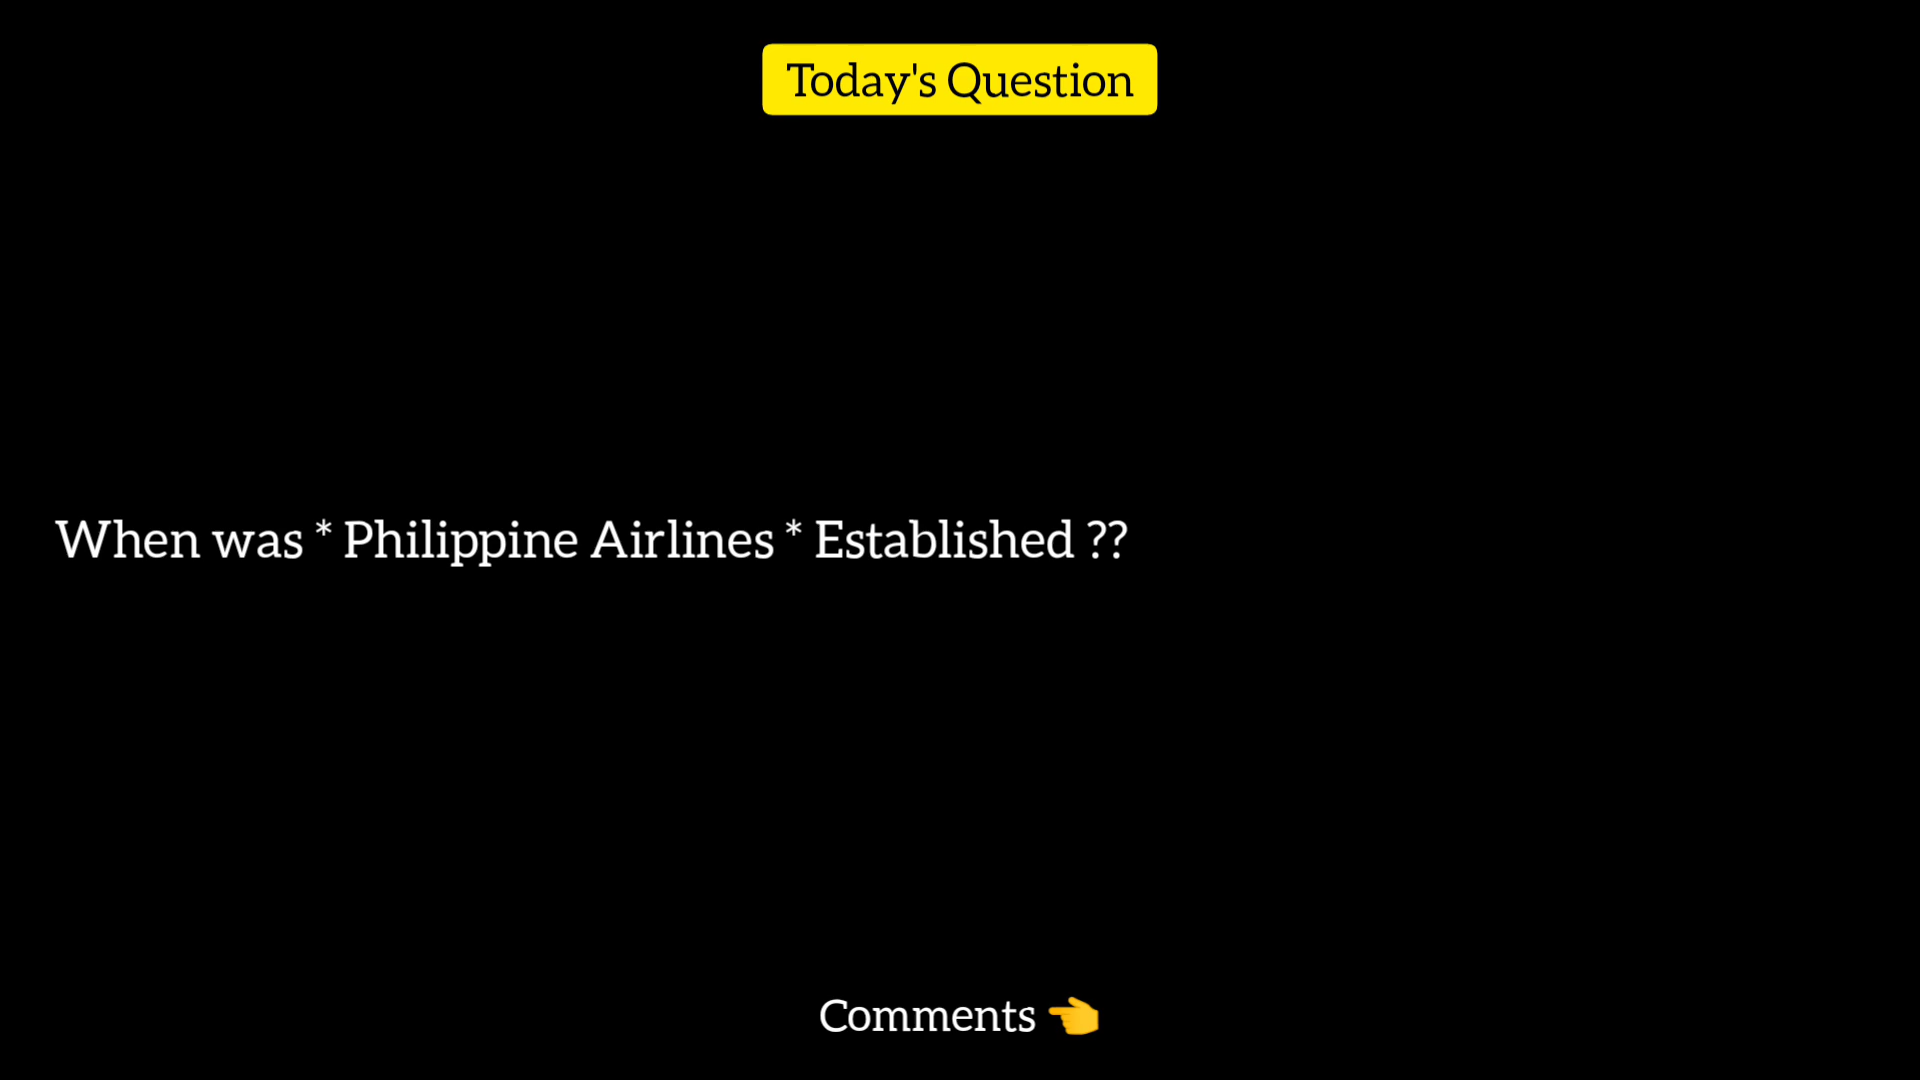 Today's Question
When was * Philippine Airlines * Established ??
Comments 👈